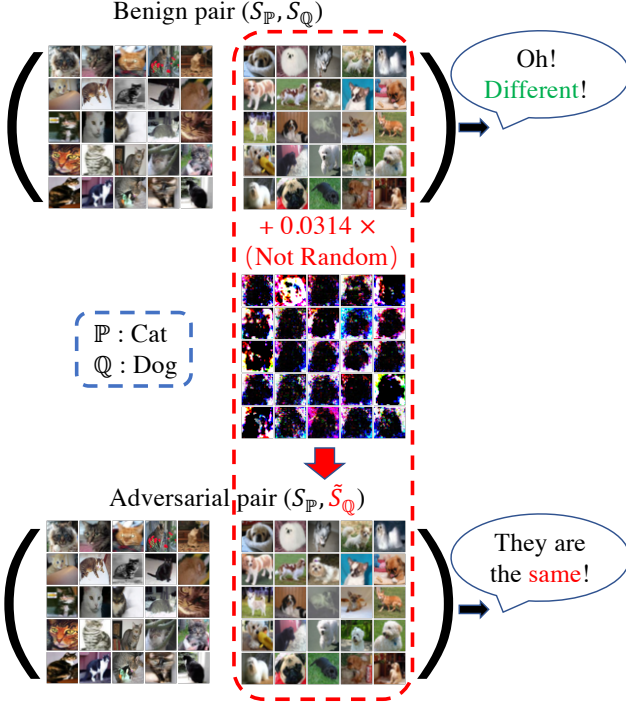 Benign pair (S_ℙ, S_ℚ)
Oh!
Different!
+ 0.0314 ×
(Not Random)
ℙ : Cat
ℚ : Dog
Adversarial pair (S_ℙ, S̃_ℚ)
They are
the same!